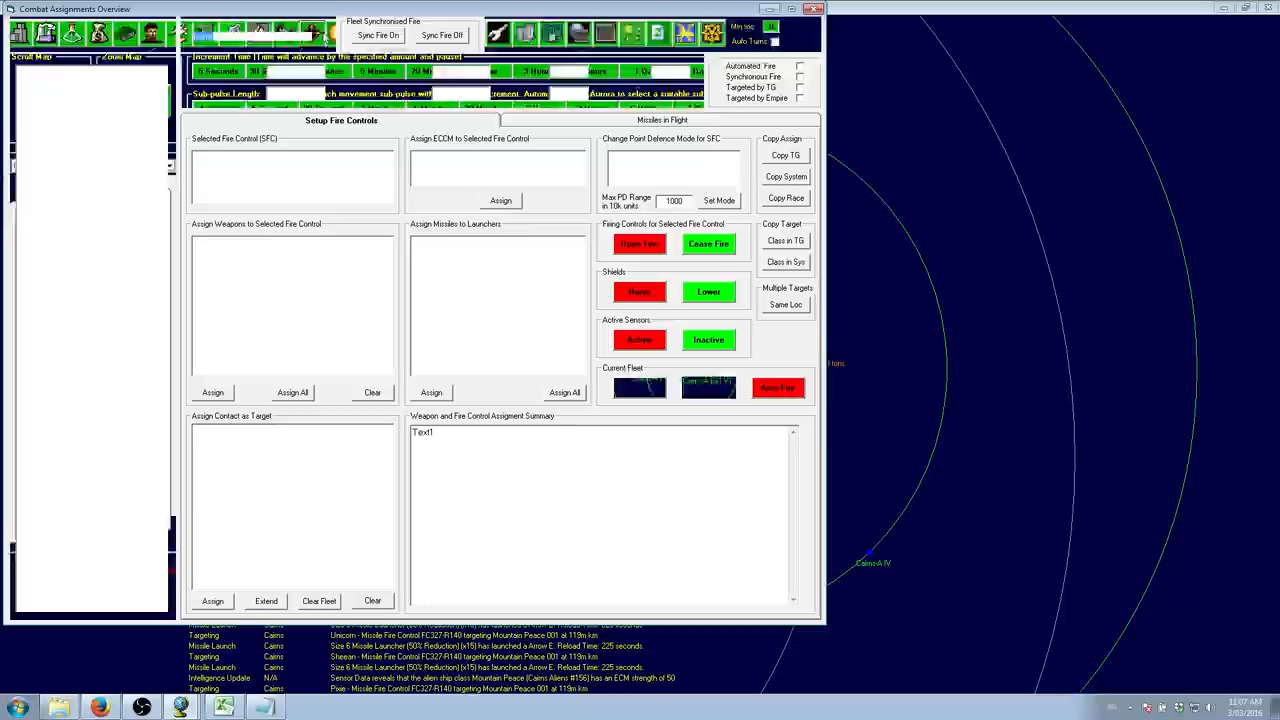 Combat Assignments Overview
Fleet Synchronised Fire
Sync Fire On
Sync Fire Off
Auto Turns
Scroll Map
Zoom Map
Increment Time (Time will advance by the specified amount and pause)
5 Seconds
Sub-pulse Length:
Automated Fire
Synchronous Fire
Targeted by TG
Targeted by Empire
Setup Fire Controls
Missiles in Flight
Selected Fire Control (SFC)
Assign ECCM to Selected Fire Control
Assign
Change Point Defence Mode for SFC
Max PD Range in 10k units
1000
Set Mode
Copy Assign
Copy TG
Copy System
Copy Race
Assign Weapons to Selected Fire Control
Assign
Assign All
Clear
Assign Missiles to Launchers
Assign
Assign All
Firing Controls for Selected Fire Control
Open Fire
Cease Fire
Shields
Raise
Lower
Active Sensors
Active
Inactive
Current Fleet
Auto Fire
Copy Target
Class in TG
Class in Sys
Multiple Targets
Same Loc
Assign Contact as Target
Assign
Extend
Clear Fleet
Clear
Weapon and Fire Control Assigment Summary
Text1
tons
Cairns-A IV
Targeting Cairns Unicorn - Missile Fire Control FC327-R140 targeting Mountain Peace 001 at 119m km
Missile Launch Cairns Size 6 Missile Launcher (50% Reduction) (x15) has launched a Arrow E. Reload Time: 225 seconds.
Targeting Cairns Sheean - Missile Fire Control FC327-R140 targeting Mountain Peace 001 at 119m km
Missile Launch Cairns Size 6 Missile Launcher (50% Reduction) (x15) has launched a Arrow E. Reload Time: 225 seconds.
Intelligence Update N/A Sensor Data reveals that the alien ship class Mountain Peace (Cairns Aliens #156) has an ECM strength of 50
Targeting Cairns Pixie - Missile Fire Control FC327-R140 targeting Mountain Peace 001 at 119m km
11:07 AM
3/03/2016